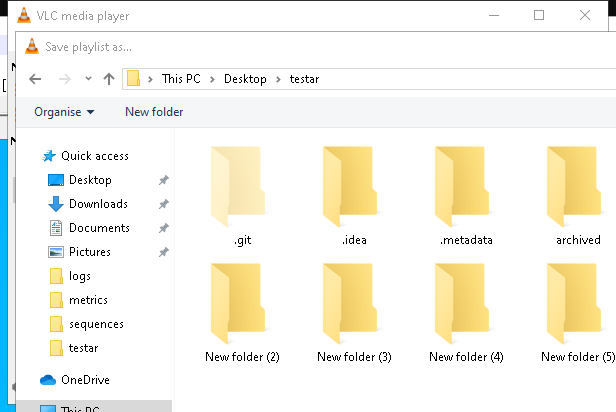 VLC media player
Save playlist as...
This PC > Desktop > testar
Organise New folder
Quick access
Desktop
Downloads
Documents
Pictures
logs
metrics
sequences
testar
OneDrive
This PC
.git .idea .metadata archived
New folder (2) New folder (3) New folder (4) New folder (5)